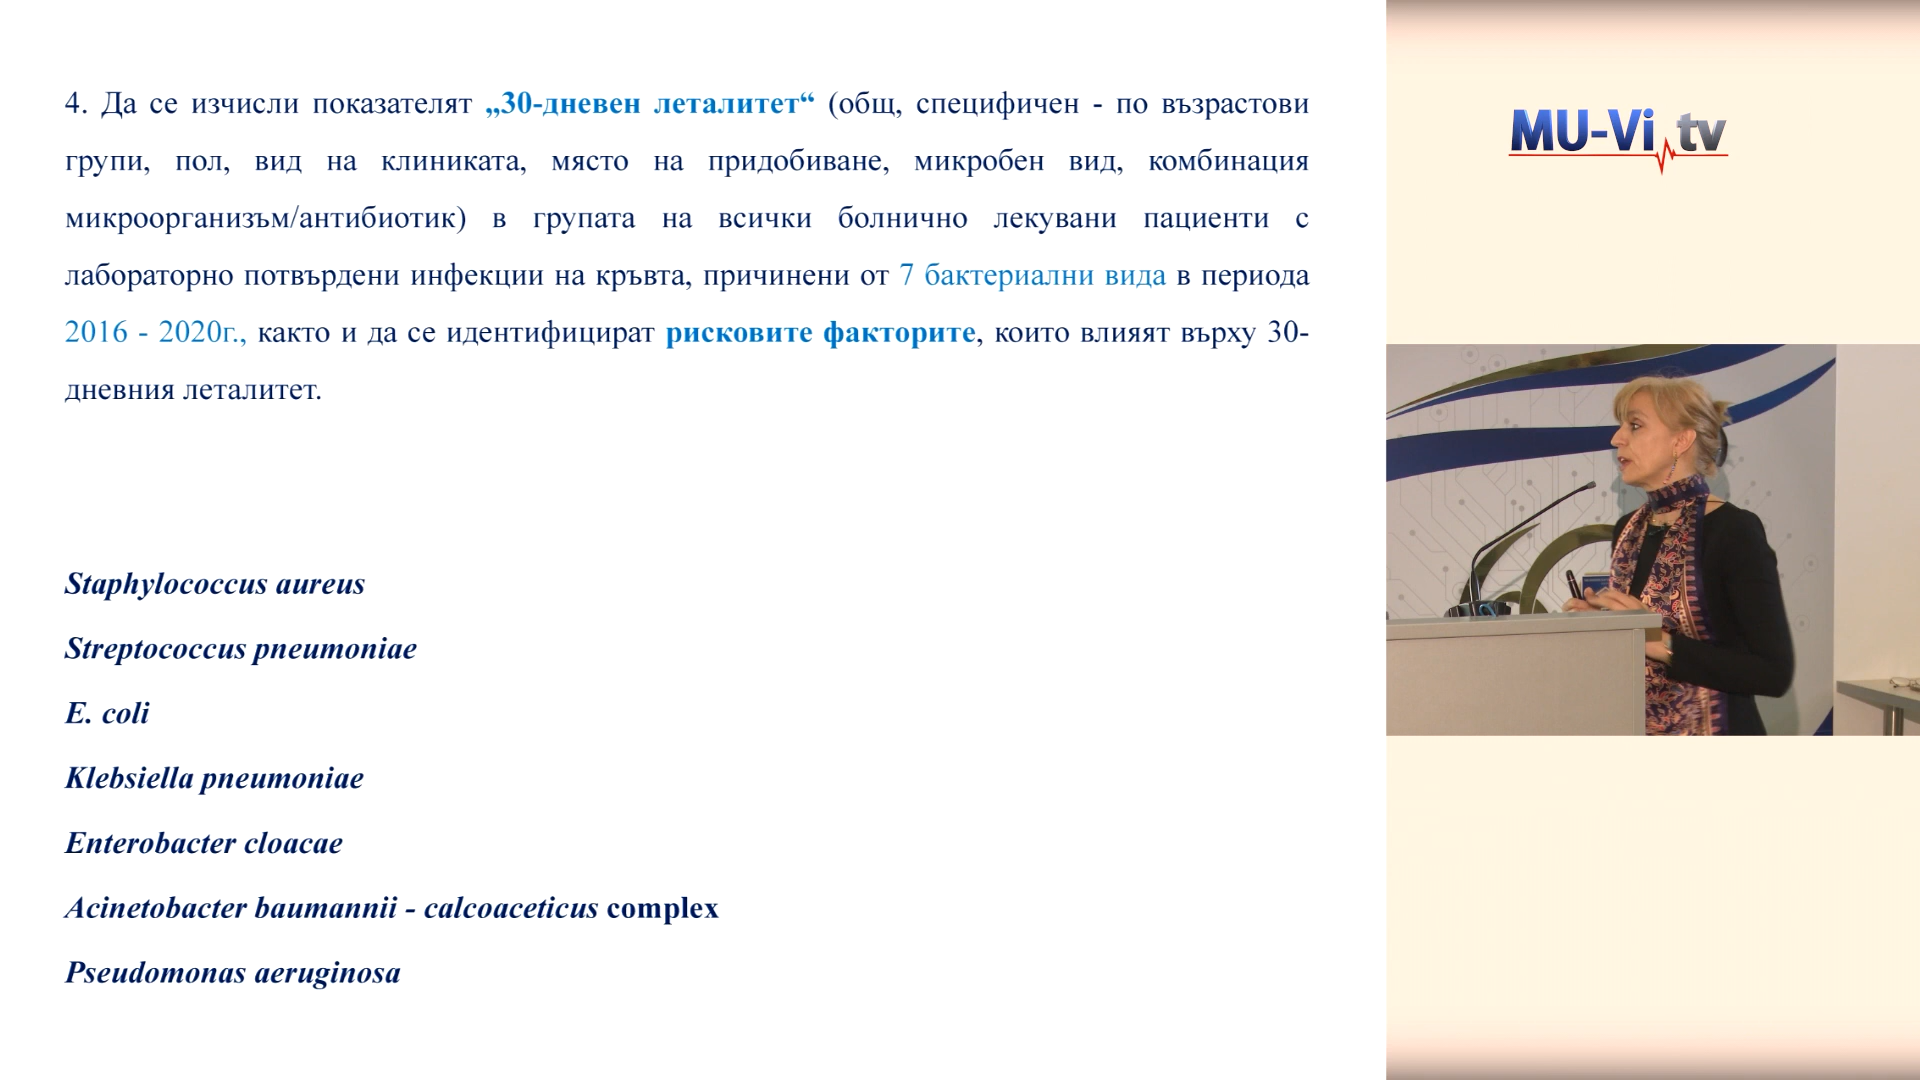 4. Да се изчисли показателят „30-дневен леталитет“ (общ, специфичен - по възрастови
групи, пол, вид на клиниката, място на придобиване, микробен вид, комбинация
микроорганизъм/антибиотик) в групата на всички болнично лекувани пациенти с
лабораторно потвърдени инфекции на кръвта, причинени от 7 бактериални вида в периода
2016 - 2020г., както и да се идентифицират рисковите факторите, които влияят върху 30-
дневния леталитет.
Staphylococcus aureus
Streptococcus pneumoniae
E. coli
Klebsiella pneumoniae
Enterobacter cloacae
Acinetobacter baumannii - calcoaceticus complex
Pseudomonas aeruginosa
MU-Vi tv